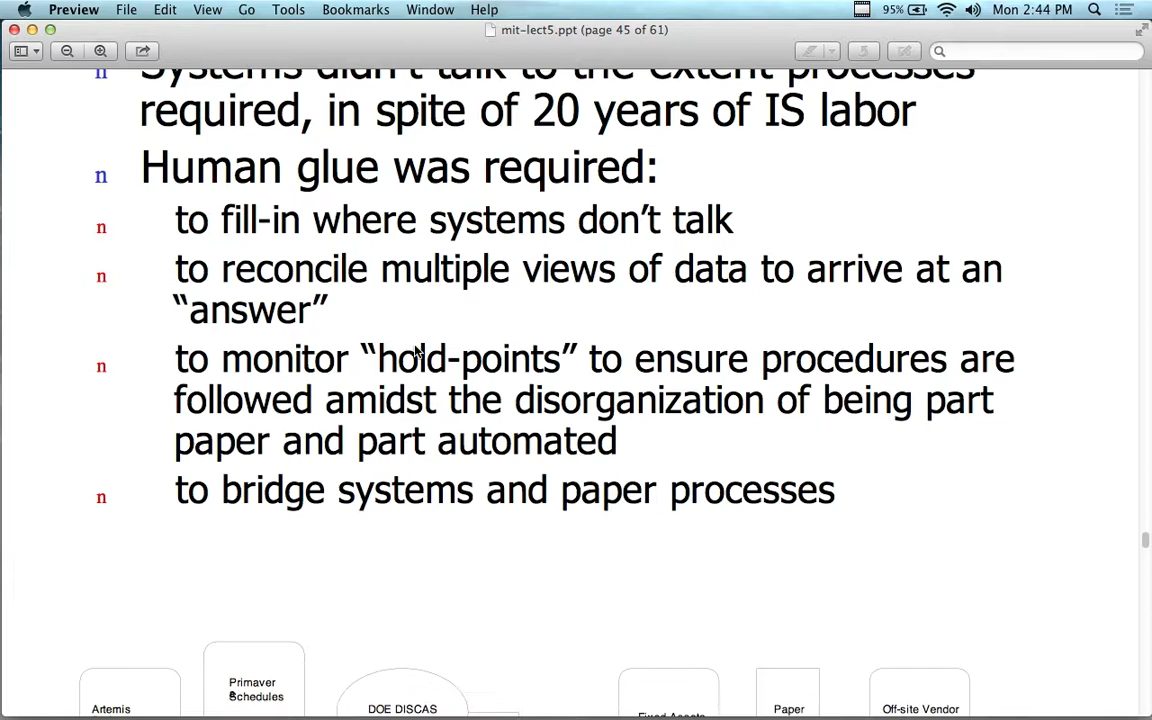 Preview File Edit View Go Tools Bookmarks Window Help 95% Mon 2:44 PM
mit-lect5.ppt (page 45 of 61)
n Systems didn't talk to the extent processes
required, in spite of 20 years of IS labor
n Human glue was required:
n to fill-in where systems don’t talk
n to reconcile multiple views of data to arrive at an
“answer”
n to monitor “hold-points” to ensure procedures are
followed amidst the disorganization of being part
paper and part automated
n to bridge systems and paper processes
Primaver
Schedules
Artemis
DOE DISCAS
Fixed Assets
Paper
Off-site Vendor